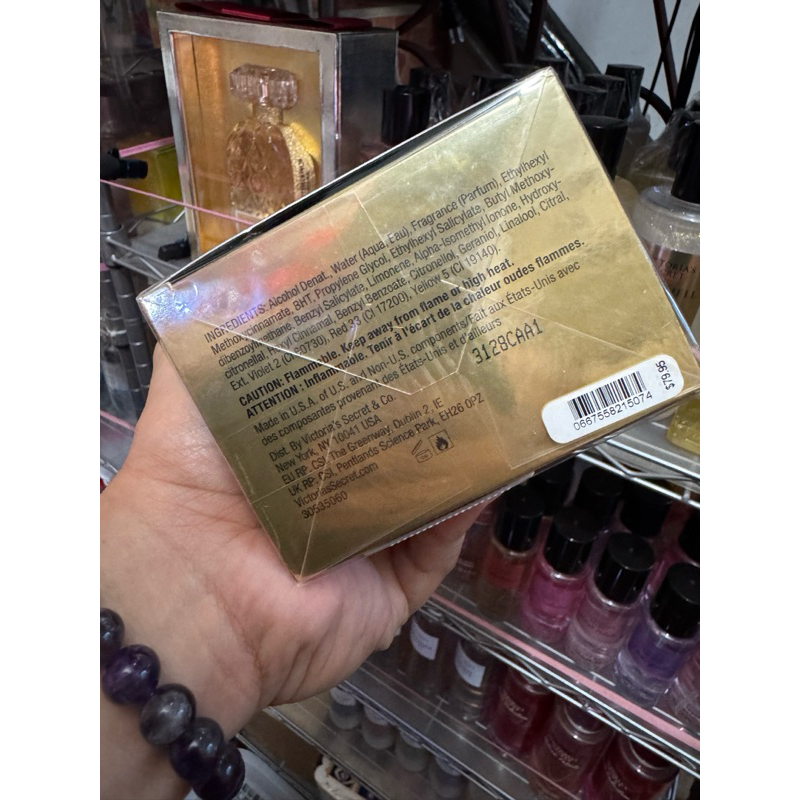 INGREDIENTS: Alcohol Denat., Water (Aqua, Eau), Fragrance (Parfum), Ethylhexyl
Methoxycinnamate, BHT, Propylene Glycol, Ethylhexyl Salicylate, Butyl Methoxy-
dibenzoylmethane, Benzyl Salicylate, Limonene, Alpha-Isomethyl Ionone, Hydroxy-
citronellal, Hexyl Cinnamal, Benzyl Benzoate, Citronellol, Geraniol, Linalool, Citral,
Ext. Violet 2 (CI 60730), Red 33 (CI 17200), Yellow 5 (CI 19140).
CAUTION: Flammable. Keep away from flame or high heat.
ATTENTION : Inflammable. Tenir à l'écart de la chaleur oudes flammes.
Made in U.S.A. of U.S. and Non-U.S. components/Fait aux États-Unis avec
des composantes provenant des États-Unis et d'ailleurs
3128CAA1
Dist. By Victoria's Secret & Co.
New York, NY 10041 USA
EU RP-CSI, The Greenway, Dublin 2, IE
UK RP-CSI, Pentlands Science Park, EH26 0PZ
VictoriasSecret.com
30535060
$79.95
0667558215074